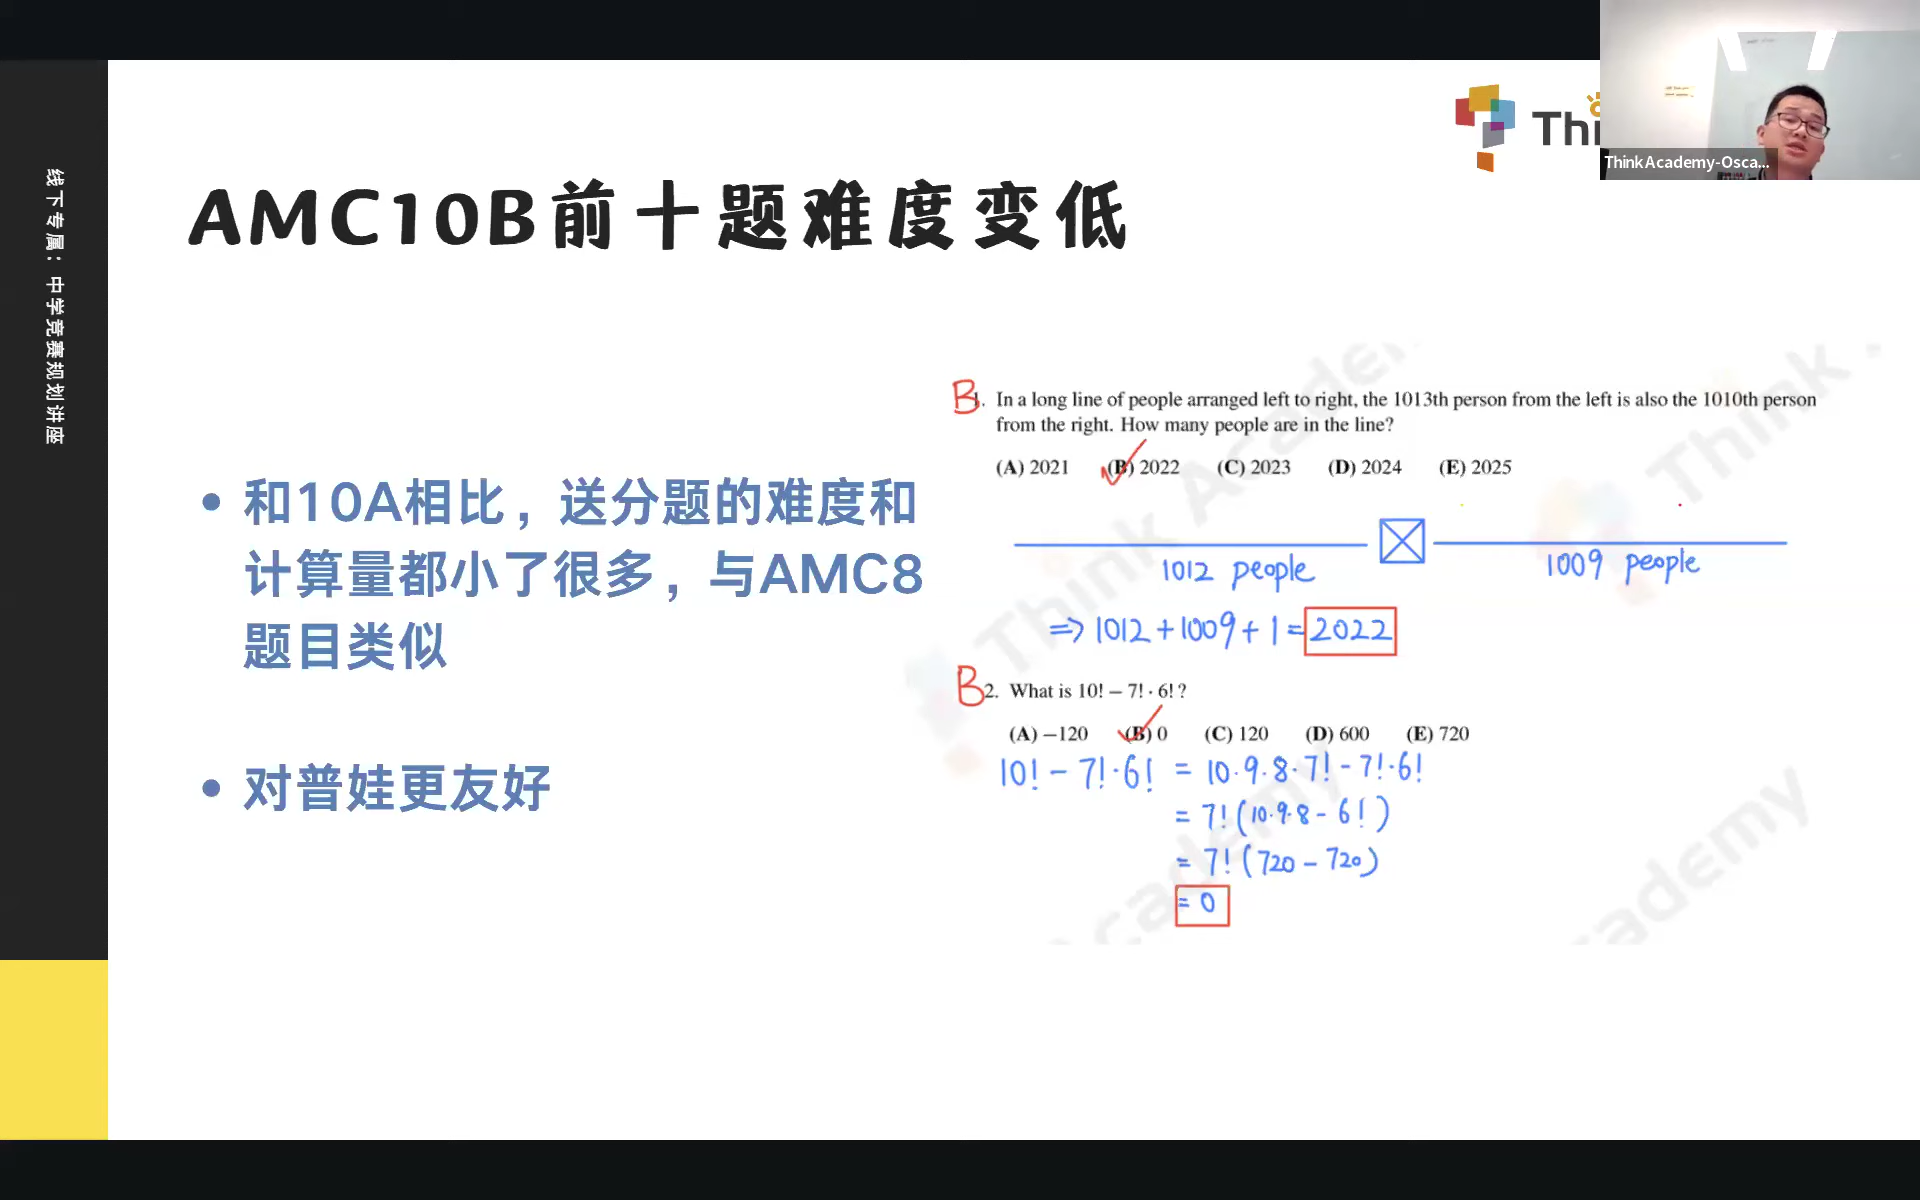 Thi
ThinkAcademy-Osca...
线下专属：中学竞赛规划讲座
AMC10B前十题难度变低
和10A相比，送分题的难度和
计算量都小了很多，与AMC8
题目类似
对普娃更友好
B 1. In a long line of people arranged left to right, the 1013th person from the left is also the 1010th person
from the right. How many people are in the line?
(A) 2021 (B) 2022 (C) 2023 (D) 2024 (E) 2025
1012 people 1009 people
⇒ 1012 + 1009 + 1 = 2022
B 2. What is 10! – 7! · 6! ?
(A) –120 (B) 0 (C) 120 (D) 600 (E) 720
10! - 7! · 6! = 10 · 9 · 8 · 7! - 7! · 6!
= 7! (10·9·8 - 6!)
= 7! (720 - 720)
= 0
Think Academy
Think
Academy
ademy